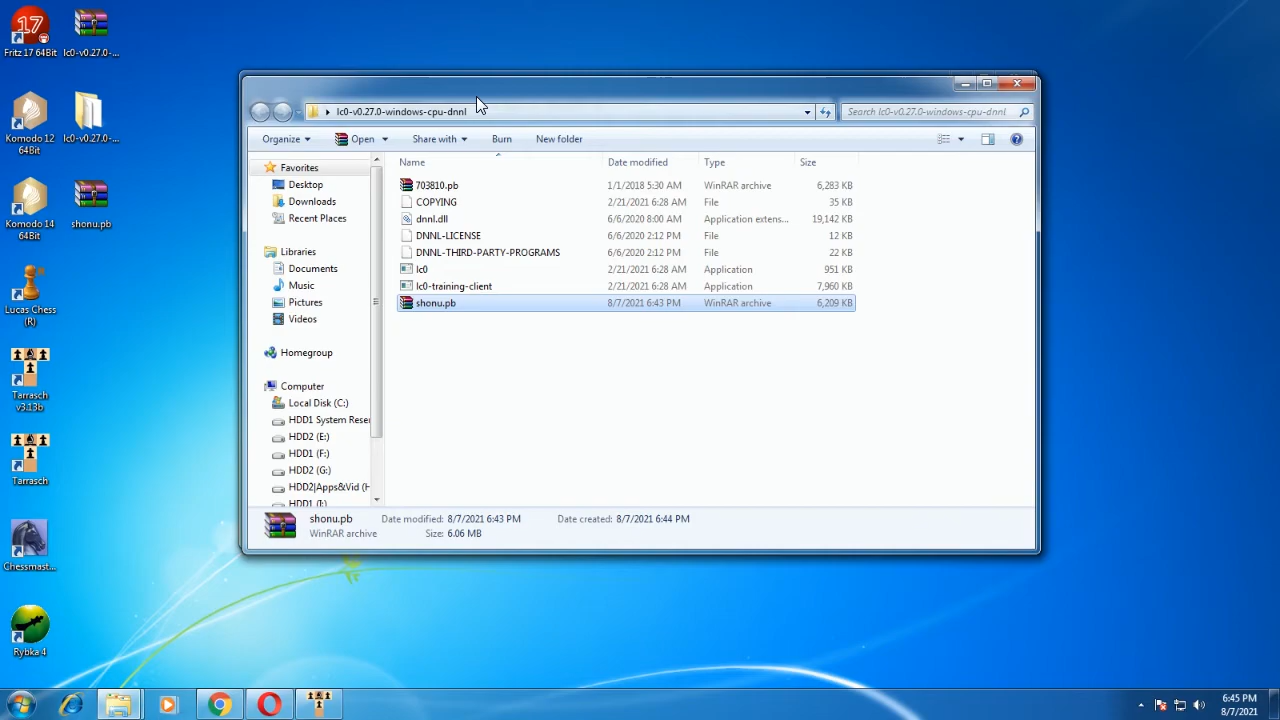 17
Fritz 17 64Bit
lc0-v0.27.0-...
Komodo 12
64Bit
lc0-v0.27.0-...
Komodo 14
64Bit
shonu.pb
Lucas Chess
(R)
Tarrasch
v3.13b
Tarrasch
Chessmast...
Rybka 4
lc0-v0.27.0-windows-cpu-dnnl
Search lc0-v0.27.0-windows-cpu-dnnl
Organize
Open
Share with
Burn
New folder
Favorites
Desktop
Downloads
Recent Places
Libraries
Documents
Music
Pictures
Videos
Homegroup
Computer
Local Disk (C:)
HDD1 System Reser
HDD2 (E:)
HDD1 (F:)
HDD2 (G:)
HDD2|Apps&Vid (H
HDD1 (I:)
Name Date modified Type Size
703810.pb 1/1/2018 5:30 AM WinRAR archive 6,283 KB
COPYING 2/21/2021 6:28 AM File 35 KB
dnnl.dll 6/6/2020 8:00 AM Application extens... 19,142 KB
DNNL-LICENSE 6/6/2020 2:12 PM File 12 KB
DNNL-THIRD-PARTY-PROGRAMS 6/6/2020 2:12 PM File 22 KB
lc0 2/21/2021 6:28 AM Application 951 KB
lc0-training-client 2/21/2021 6:28 AM Application 7,960 KB
shonu.pb 8/7/2021 6:43 PM WinRAR archive 6,209 KB
shonu.pb Date modified: 8/7/2021 6:43 PM Date created: 8/7/2021 6:44 PM
WinRAR archive Size: 6.06 MB
6:45 PM
8/7/2021